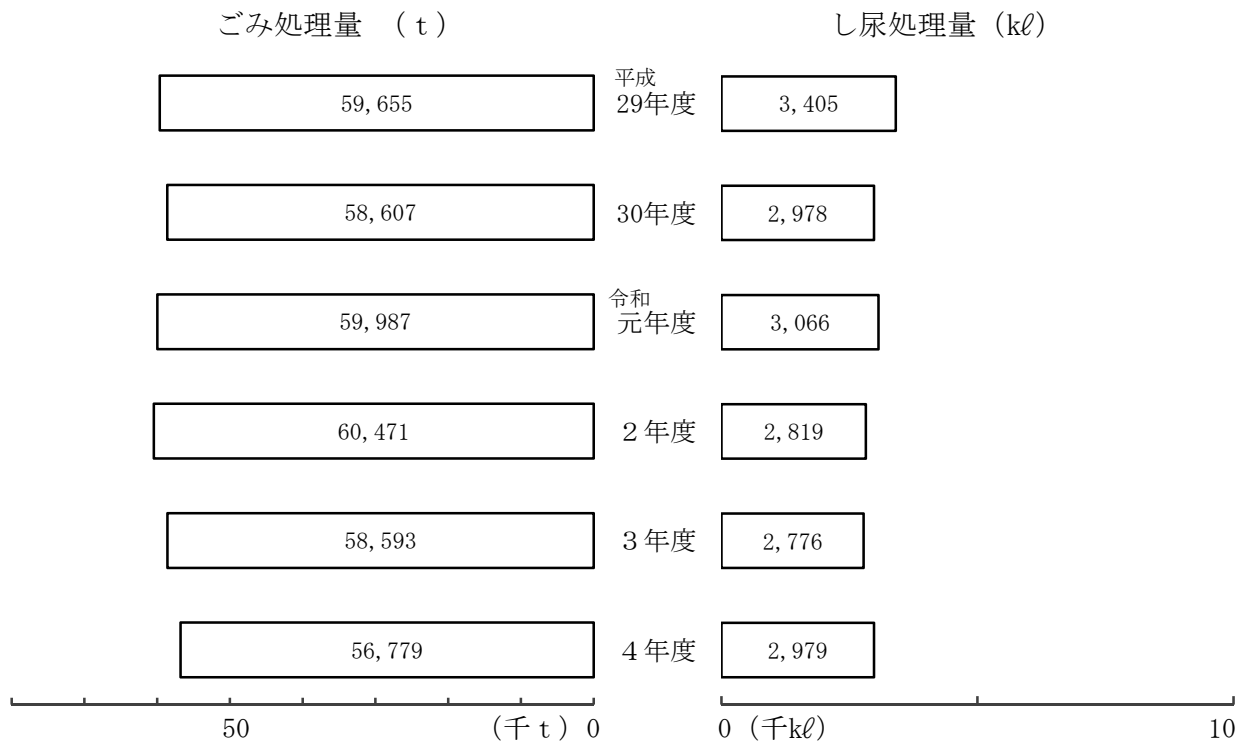 ごみ処理量 （ｔ） し尿処理量（kℓ）
平成
59,655 29年度 3,405
58,607 30年度 2,978
令和
59,987 元年度 3,066
60,471 ２年度 2,819
58,593 ３年度 2,776
56,779 ４年度 2,979
50 （千ｔ）0 0（千kℓ） 10